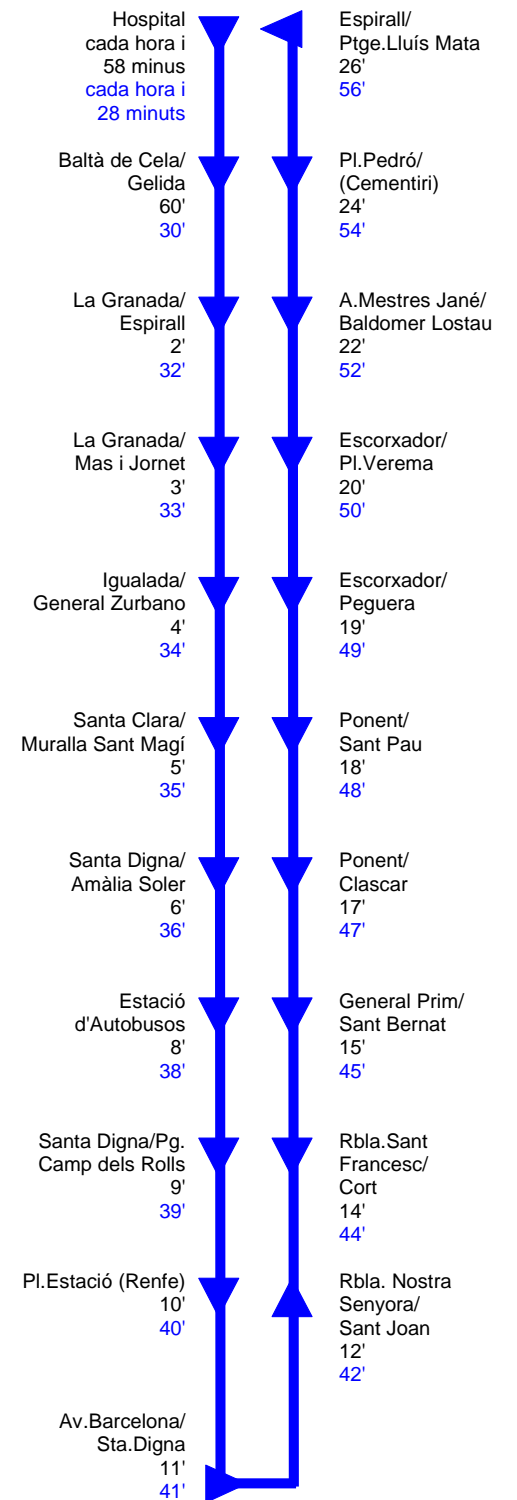 Hospital
cada hora i
58 minus
cada hora i
28 minuts
Baltà de Cela/
Gelida
60'
30'
La Granada/
Espirall
2'
32'
La Granada/
Mas i Jornet
3'
33'
Igualada/
General Zurbano
4'
34'
Santa Clara/
Muralla Sant Magí
5'
35'
Santa Digna/
Amàlia Soler
6'
36'
Estació
d'Autobusos
8'
38'
Santa Digna/Pg.
Camp dels Rolls
9'
39'
Pl.Estació (Renfe)
10'
40'
Av.Barcelona/
Sta.Digna
11'
41'
Espirall/
Ptge.Lluís Mata
26'
56'
Pl.Pedró/
(Cementiri)
24'
54'
A.Mestres Jané/
Baldomer Lostau
22'
52'
Escorxador/
Pl.Verema
20'
50'
Escorxador/
Peguera
19'
49'
Ponent/
Sant Pau
18'
48'
Ponent/
Clascar
17'
47'
General Prim/
Sant Bernat
15'
45'
Rbla.Sant
Francesc/
Cort
14'
44'
Rbla. Nostra
Senyora/
Sant Joan
12'
42'